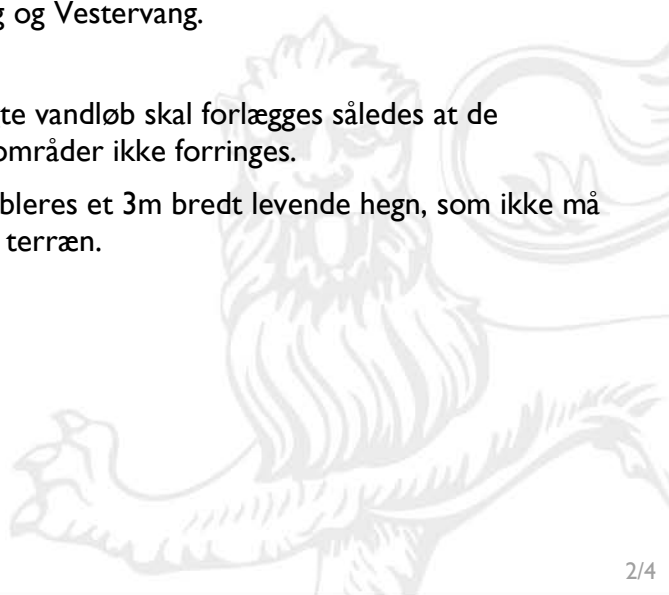 og Vestervang.
te vandløb skal forlægges således at de
områder ikke forringes.
bleres et 3m bredt levende hegn, som ikke må
terræn.
2/4